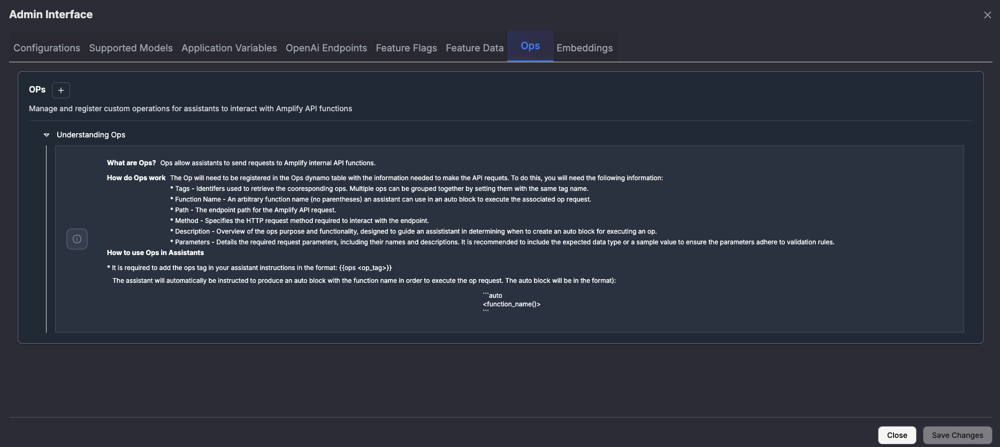 Admin Interface
Configurations Supported Models Application Variables OpenAi Endpoints Feature Flags Feature Data Ops Embeddings
OPs +
Manage and register custom operations for assistants to interact with Amplify API functions
Understanding Ops
What are Ops? Ops allow assistants to send requests to Amplify internal API functions.
How do Ops work The Op will need to be registered in the Ops dynamo table with the information needed to make the API requets. To do this, you will need the following information:
* Tags - Identifers used to retrieve the cooresponding ops. Multiple ops can be grouped together by setting them with the same tag name.
* Function Name - An arbitrary function name (no parentheses) an assistant can use in an auto block to execute the associated op request.
* Path - The endpoint path for the Amplify API request.
* Method - Specifies the HTTP request method required to interact with the endpoint.
* Description - Overview of the ops purpose and functionality, designed to guide an assististant in determining when to create an auto block for executing an op.
* Parameters - Details the required request parameters, including their names and descriptions. It is recommended to include the expected data type or a sample value to ensure the parameters adhere to validation rules.
How to use Ops in Assistants
* It is required to add the ops tag in your assistant instructions in the format: {{ops <op_tag>}}
The assistant will automatically be instructed to produce an auto block with the function name in order to execute the op request. The auto block will be in the format):
```auto
<function_name()>
```
Close Save Changes